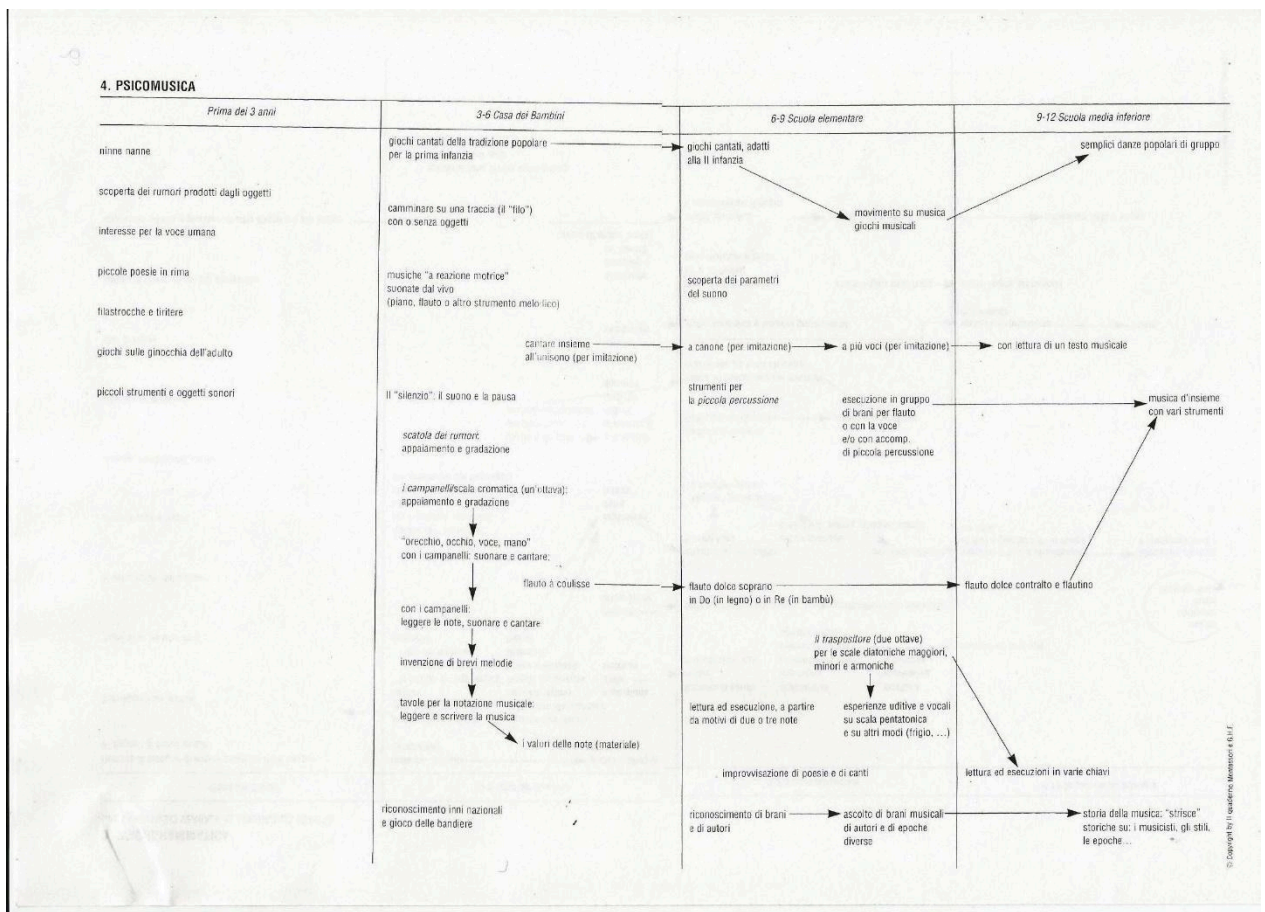 4. PSICOMUSICA
Prima dei 3 anni
ninne nanne
scoperta dei rumori prodotti dagli oggetti
interesse per la voce umana
piccole poesie in rima
filastrocche e tiritere
giochi sulle ginocchia dell'adulto
piccoli strumenti e oggetti sonori
3-6 Casa dei Bambini
giochi cantati della tradizione popolare
per la prima infanzia
camminare su una traccia (il "filo")
con o senza oggetti
musiche "a reazione motrice"
suonate dal vivo
(piano, flauto o altro strumento melodico)
cantare insieme
all'unisono (per imitazione)
Il "silenzio": il suono e la pausa
scatola dei rumori:
appaiamento e gradazione
i campanelli/scala cromatica (un'ottava):
appaiamento e gradazione
"orecchio, occhio, voce, mano"
con i campanelli: suonare e cantare:
flauto à coulisse
con i campanelli:
leggere le note, suonare e cantare
invenzione di brevi melodie
tavole per la notazione musicale:
leggere e scrivere la musica
i valori delle note (materiale)
riconoscimento inni nazionali
e gioco delle bandiere
6-9 Scuola elementare
giochi cantati, adatti
alla II infanzia
movimento su musica
giochi musicali
scoperta dei parametri
del suono
a canone (per imitazione)
a più voci (per imitazione)
strumenti per
la piccola percussione
esecuzione in gruppo
di brani per flauto
o con la voce
e/o con accomp.
di piccola percussione
flauto dolce soprano
in Do (in legno) o in Re (in bambù)
il traspositore (due ottave)
per le scale diatoniche maggiori,
minori e armoniche
lettura ed esecuzione, a partire
da motivi di due o tre note
esperienze uditive e vocali
su scala pentatonica
e su altri modi (frigio, ...)
improvvisazione di poesie e di canti
riconoscimento di brani
e di autori
ascolto di brani musicali
di autori e di epoche
diverse
9-12 Scuola media inferiore
semplici danze popolari di gruppo
con lettura di un testo musicale
musica d'insieme
con vari strumenti
flauto dolce contralto e flautino
lettura ed esecuzioni in varie chiavi
storia della musica: "strisce"
storiche su: i musicisti, gli stili,
le epoche ...
© Copyright by Il quaderno Montessori e G.H.F.